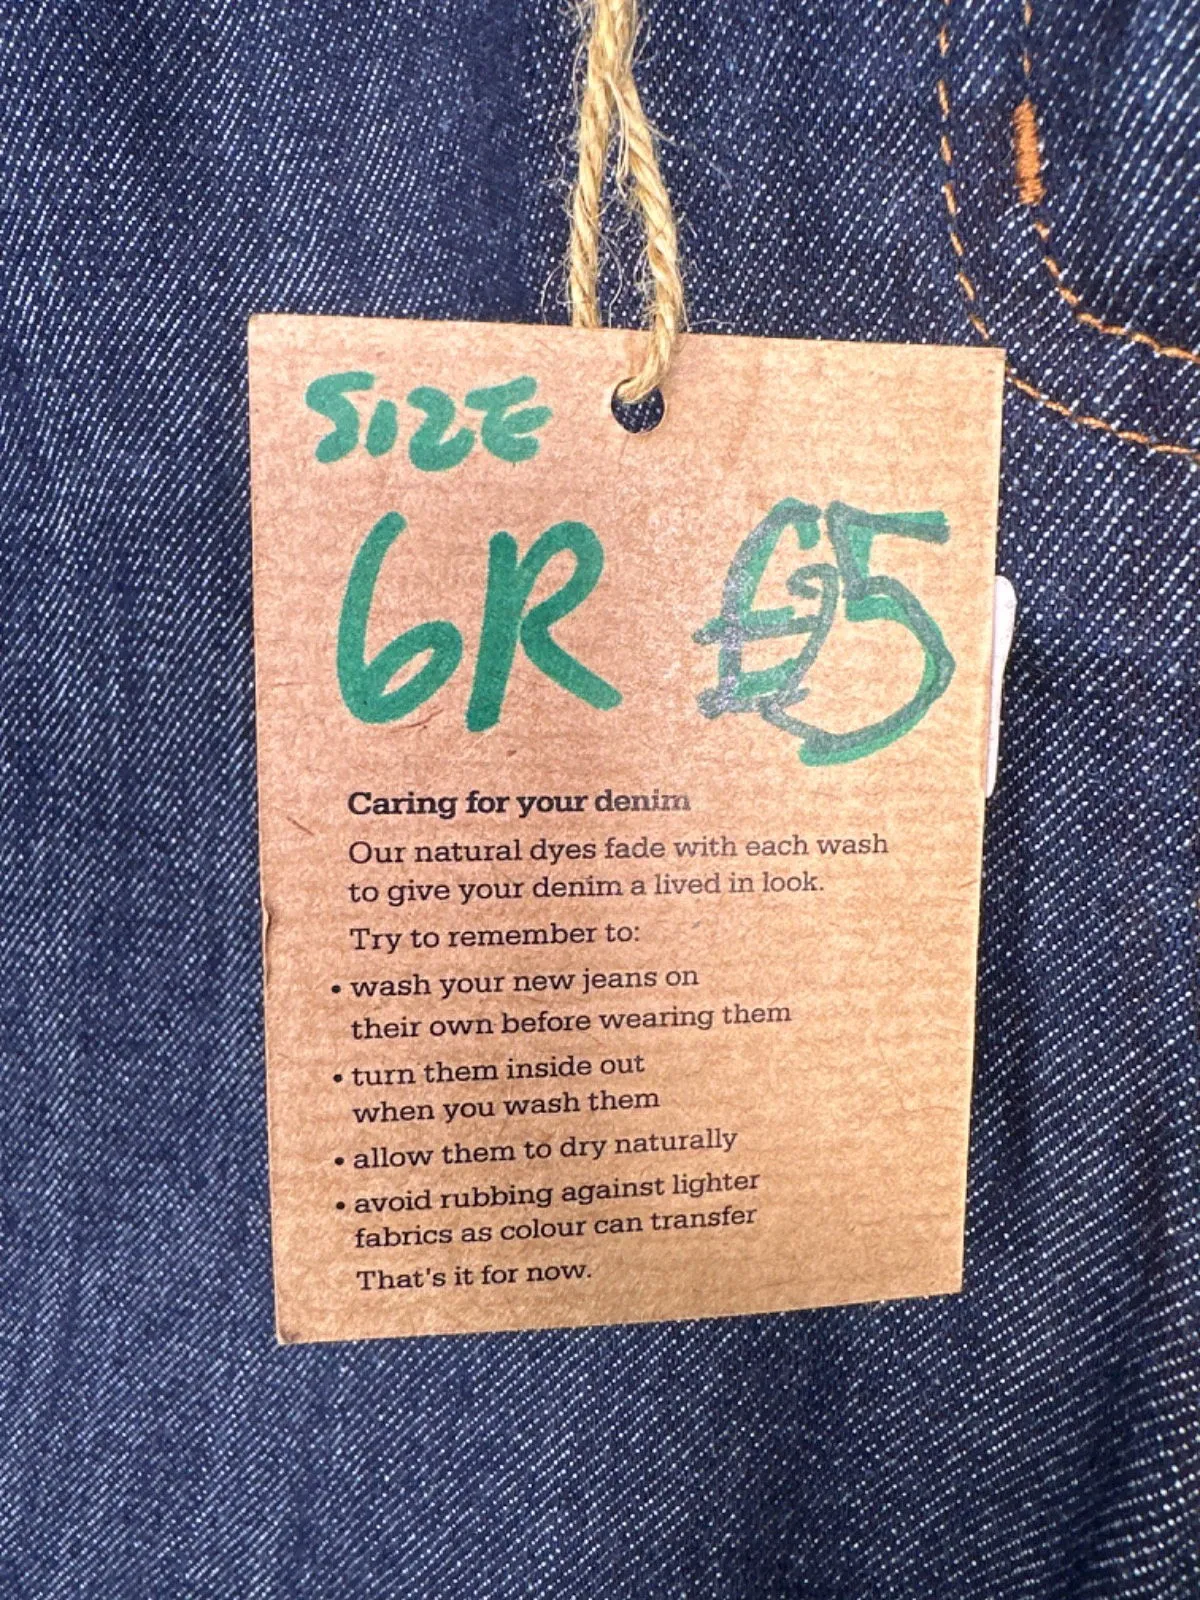 SIZE
6R £5
Caring for your denim
Our natural dyes fade with each wash
to give your denim a lived in look.
Try to remember to:
• wash your new jeans on
their own before wearing them
• turn them inside out
when you wash them
• allow them to dry naturally
• avoid rubbing against lighter
fabrics as colour can transfer
That's it for now.